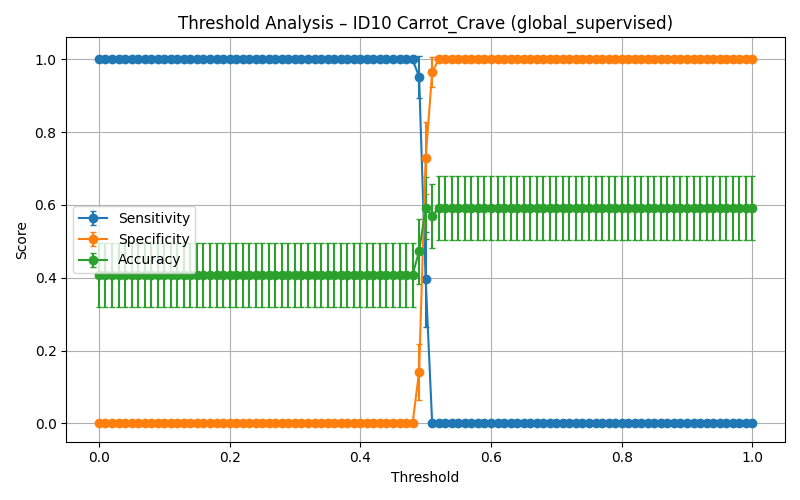 Threshold Analysis – ID10 Carrot_Crave (global_supervised)
1.0
0.8
0.6
0.4
0.2
0.0
Score
Sensitivity
Specificity
Accuracy
0.0 0.2 0.4 0.6 0.8 1.0
Threshold